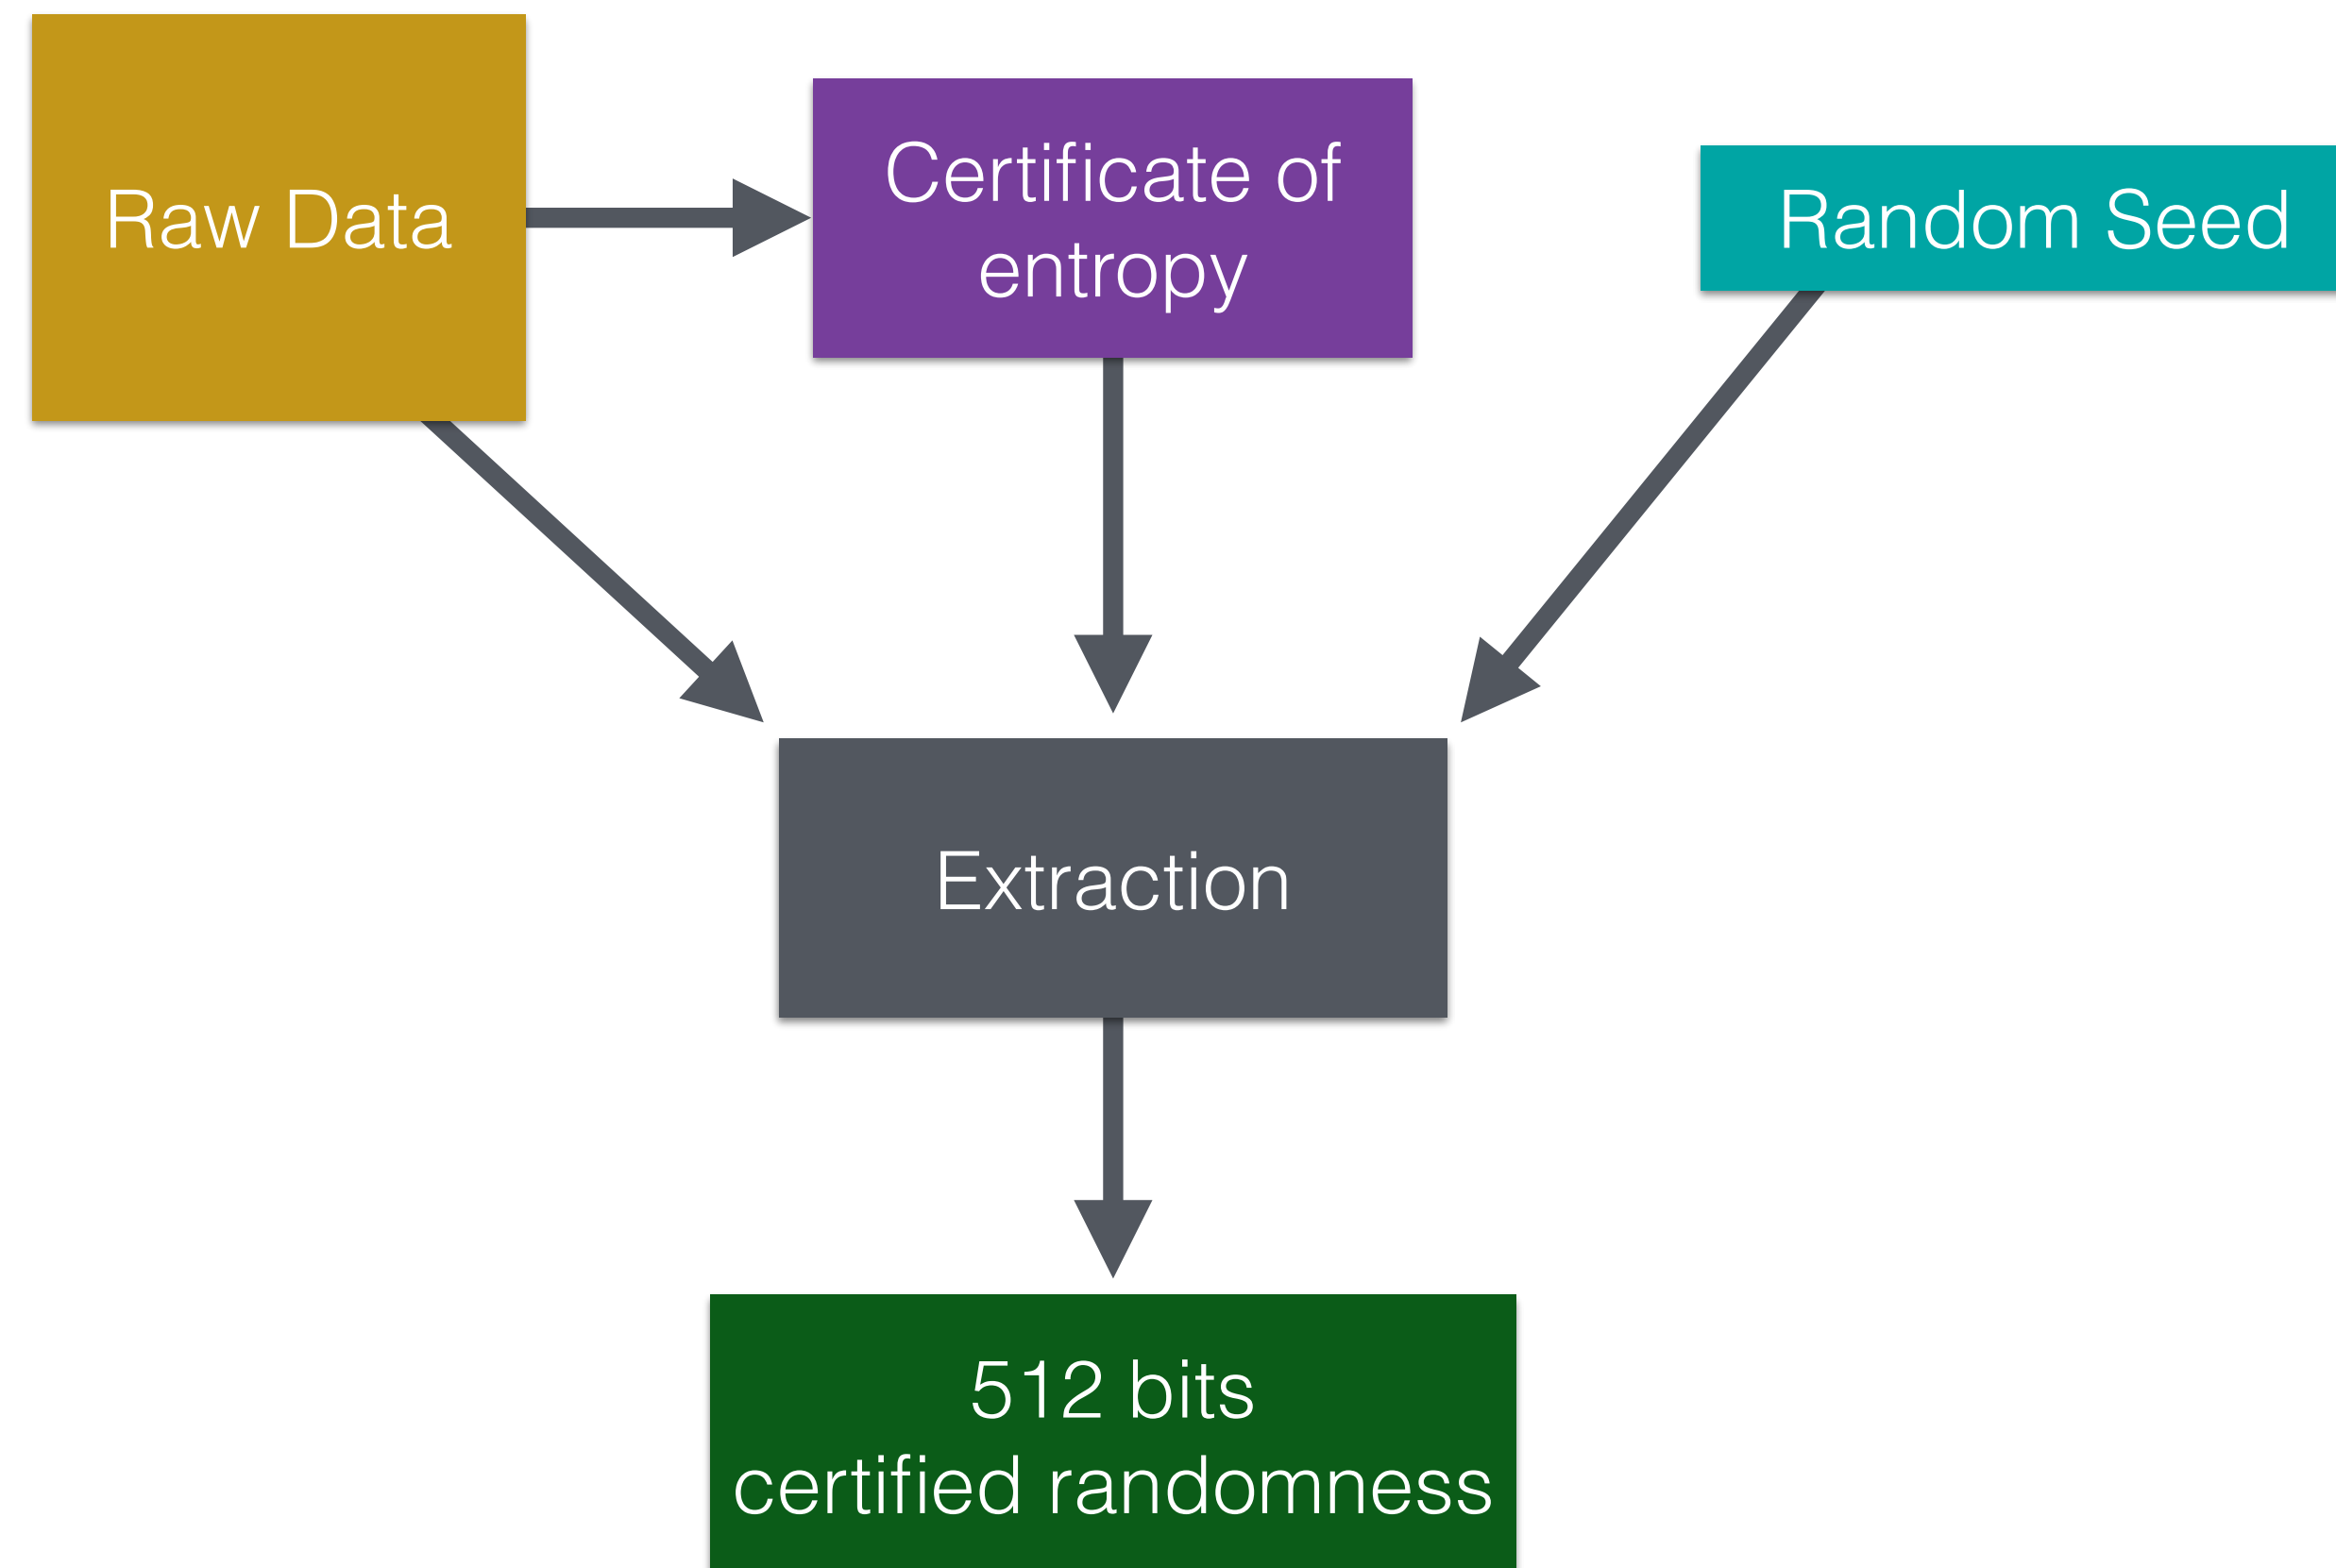 Raw Data
Certificate of
entropy
Random Seed
Extraction
512 bits
certified randomness